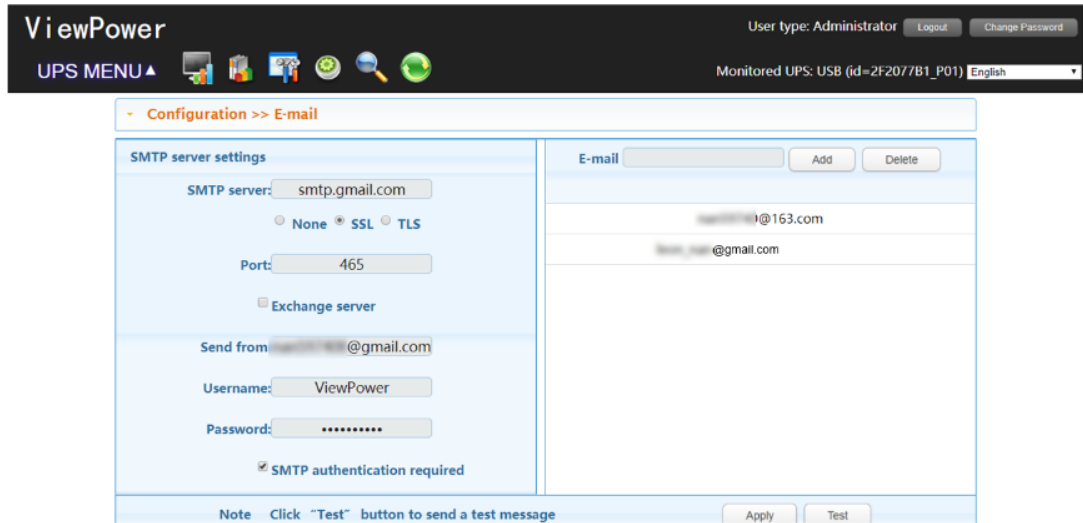 ViewPower
User type: Administrator Logout Change Password
UPS MENU▲
Monitored UPS: USB (id=2F2077B1_P01) English
Configuration >> E-mail
SMTP server settings
SMTP server: smtp.gmail.com
None SSL TLS
Port: 465
Exchange server
Send from @gmail.com
Username: ViewPower
Password: ••••••••••
SMTP authentication required
E-mail Add Delete
@163.com
@gmail.com
Note Click “Test” button to send a test message
Apply Test